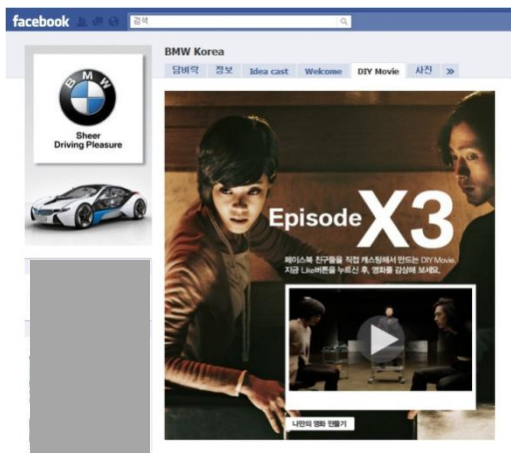 facebook
검색
BMW Korea
담벼락 정보 Idea cast Welcome DIY Movie 사진 »
BMW
Sheer
Driving Pleasure
Episode X3
페이스북 친구들을 직접 캐스팅해서 만드는 DIY Movie.
지금 Like버튼을 누르신 후, 영화를 감상해 보세요.
나만의 영화 만들기